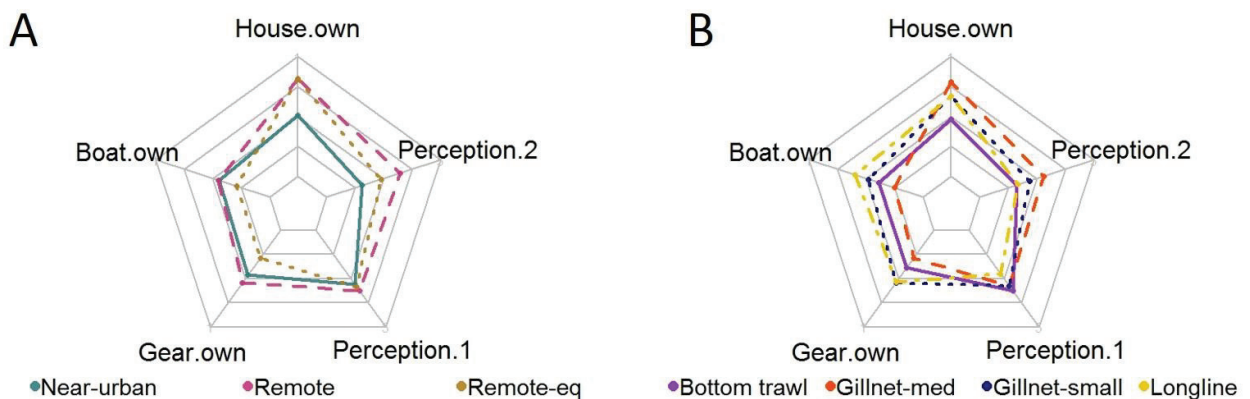 A
House.own
Boat.own
Perception.2
Gear.own
Perception.1
Near-urban Remote Remote-eq
B
House.own
Boat.own
Perception.2
Gear.own
Perception.1
Bottom trawl Gillnet-med Gillnet-small Longline